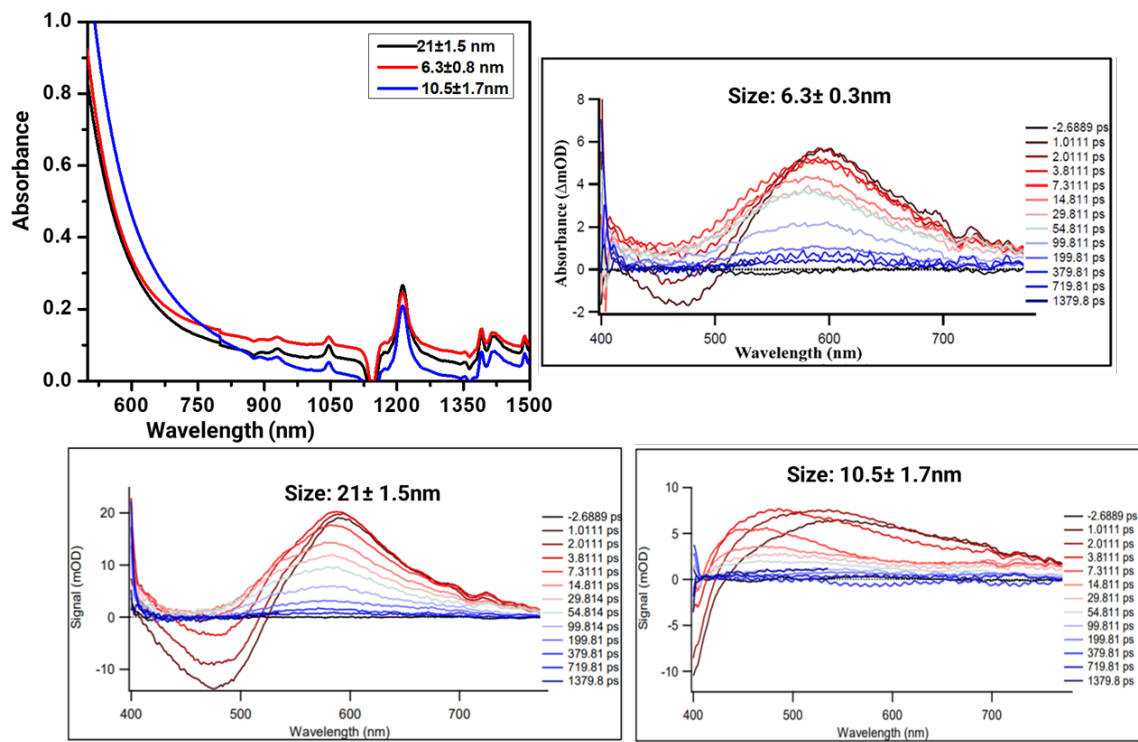 1.0
0.8
0.6
0.4
0.2
0.0
Absorbance
21±1.5 nm
6.3±0.8 nm
10.5±1.7nm
600
750
900
1050
1200
1350
1500
Wavelength (nm)
Size: 6.3± 0.3nm
8
6
4
2
0
-2
Absorbance (ΔmOD)
400
500
600
700
Wavelength (nm)
-2.6889 ps
1.0111 ps
2.0111 ps
3.8111 ps
7.3111 ps
14.811 ps
29.811 ps
54.811 ps
99.811 ps
199.81 ps
379.81 ps
719.81 ps
1379.8 ps
Size: 21± 1.5nm
20
10
0
-10
Signal (mOD)
400
500
600
700
Wavelength (nm)
-2.6889 ps
1.0111 ps
2.0111 ps
3.8111 ps
7.3111 ps
14.811 ps
29.814 ps
54.814 ps
99.814 ps
199.81 ps
379.81 ps
719.81 ps
1379.8 ps
Size: 10.5± 1.7nm
10
5
0
-5
-10
Signal (mOD)
400
500
600
700
Wavelength (nm)
-2.6889 ps
1.0111 ps
2.0111 ps
3.8111 ps
7.3111 ps
14.811 ps
29.811 ps
54.811 ps
99.811 ps
199.81 ps
379.81 ps
719.81 ps
1379.8 ps